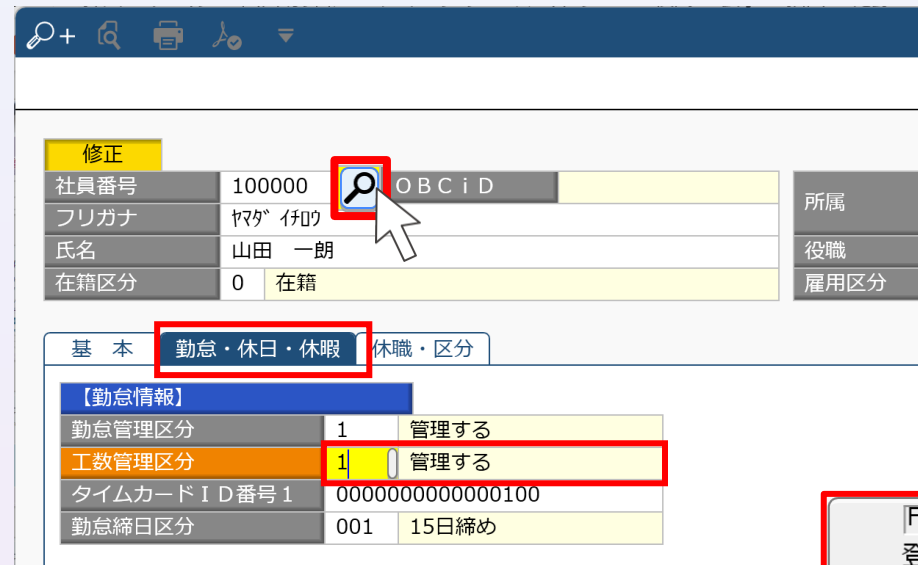 修正
社員番号 100000 OBCiD
フリガナ ﾔﾏﾀﾞ ｲﾁﾛｳ
氏名 山田 一朗
在籍区分 0 在籍
所属
役職
雇用区分
基 本 勤怠・休日・休暇 休職・区分
【勤怠情報】
勤怠管理区分 1 管理する
工数管理区分 1 管理する
タイムカードID番号1 0000000000000100
勤怠締日区分 001 15日締め